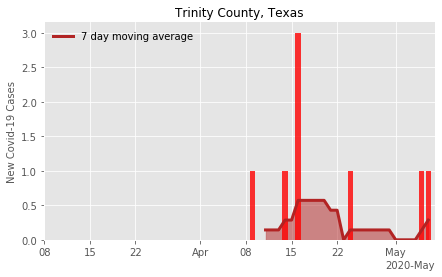 Trinity County, Texas
7 day moving average
New Covid-19 Cases
3.0
2.5
2.0
1.5
1.0
0.5
0.0
08 15 22 Apr 08 15 22 May
2020-May